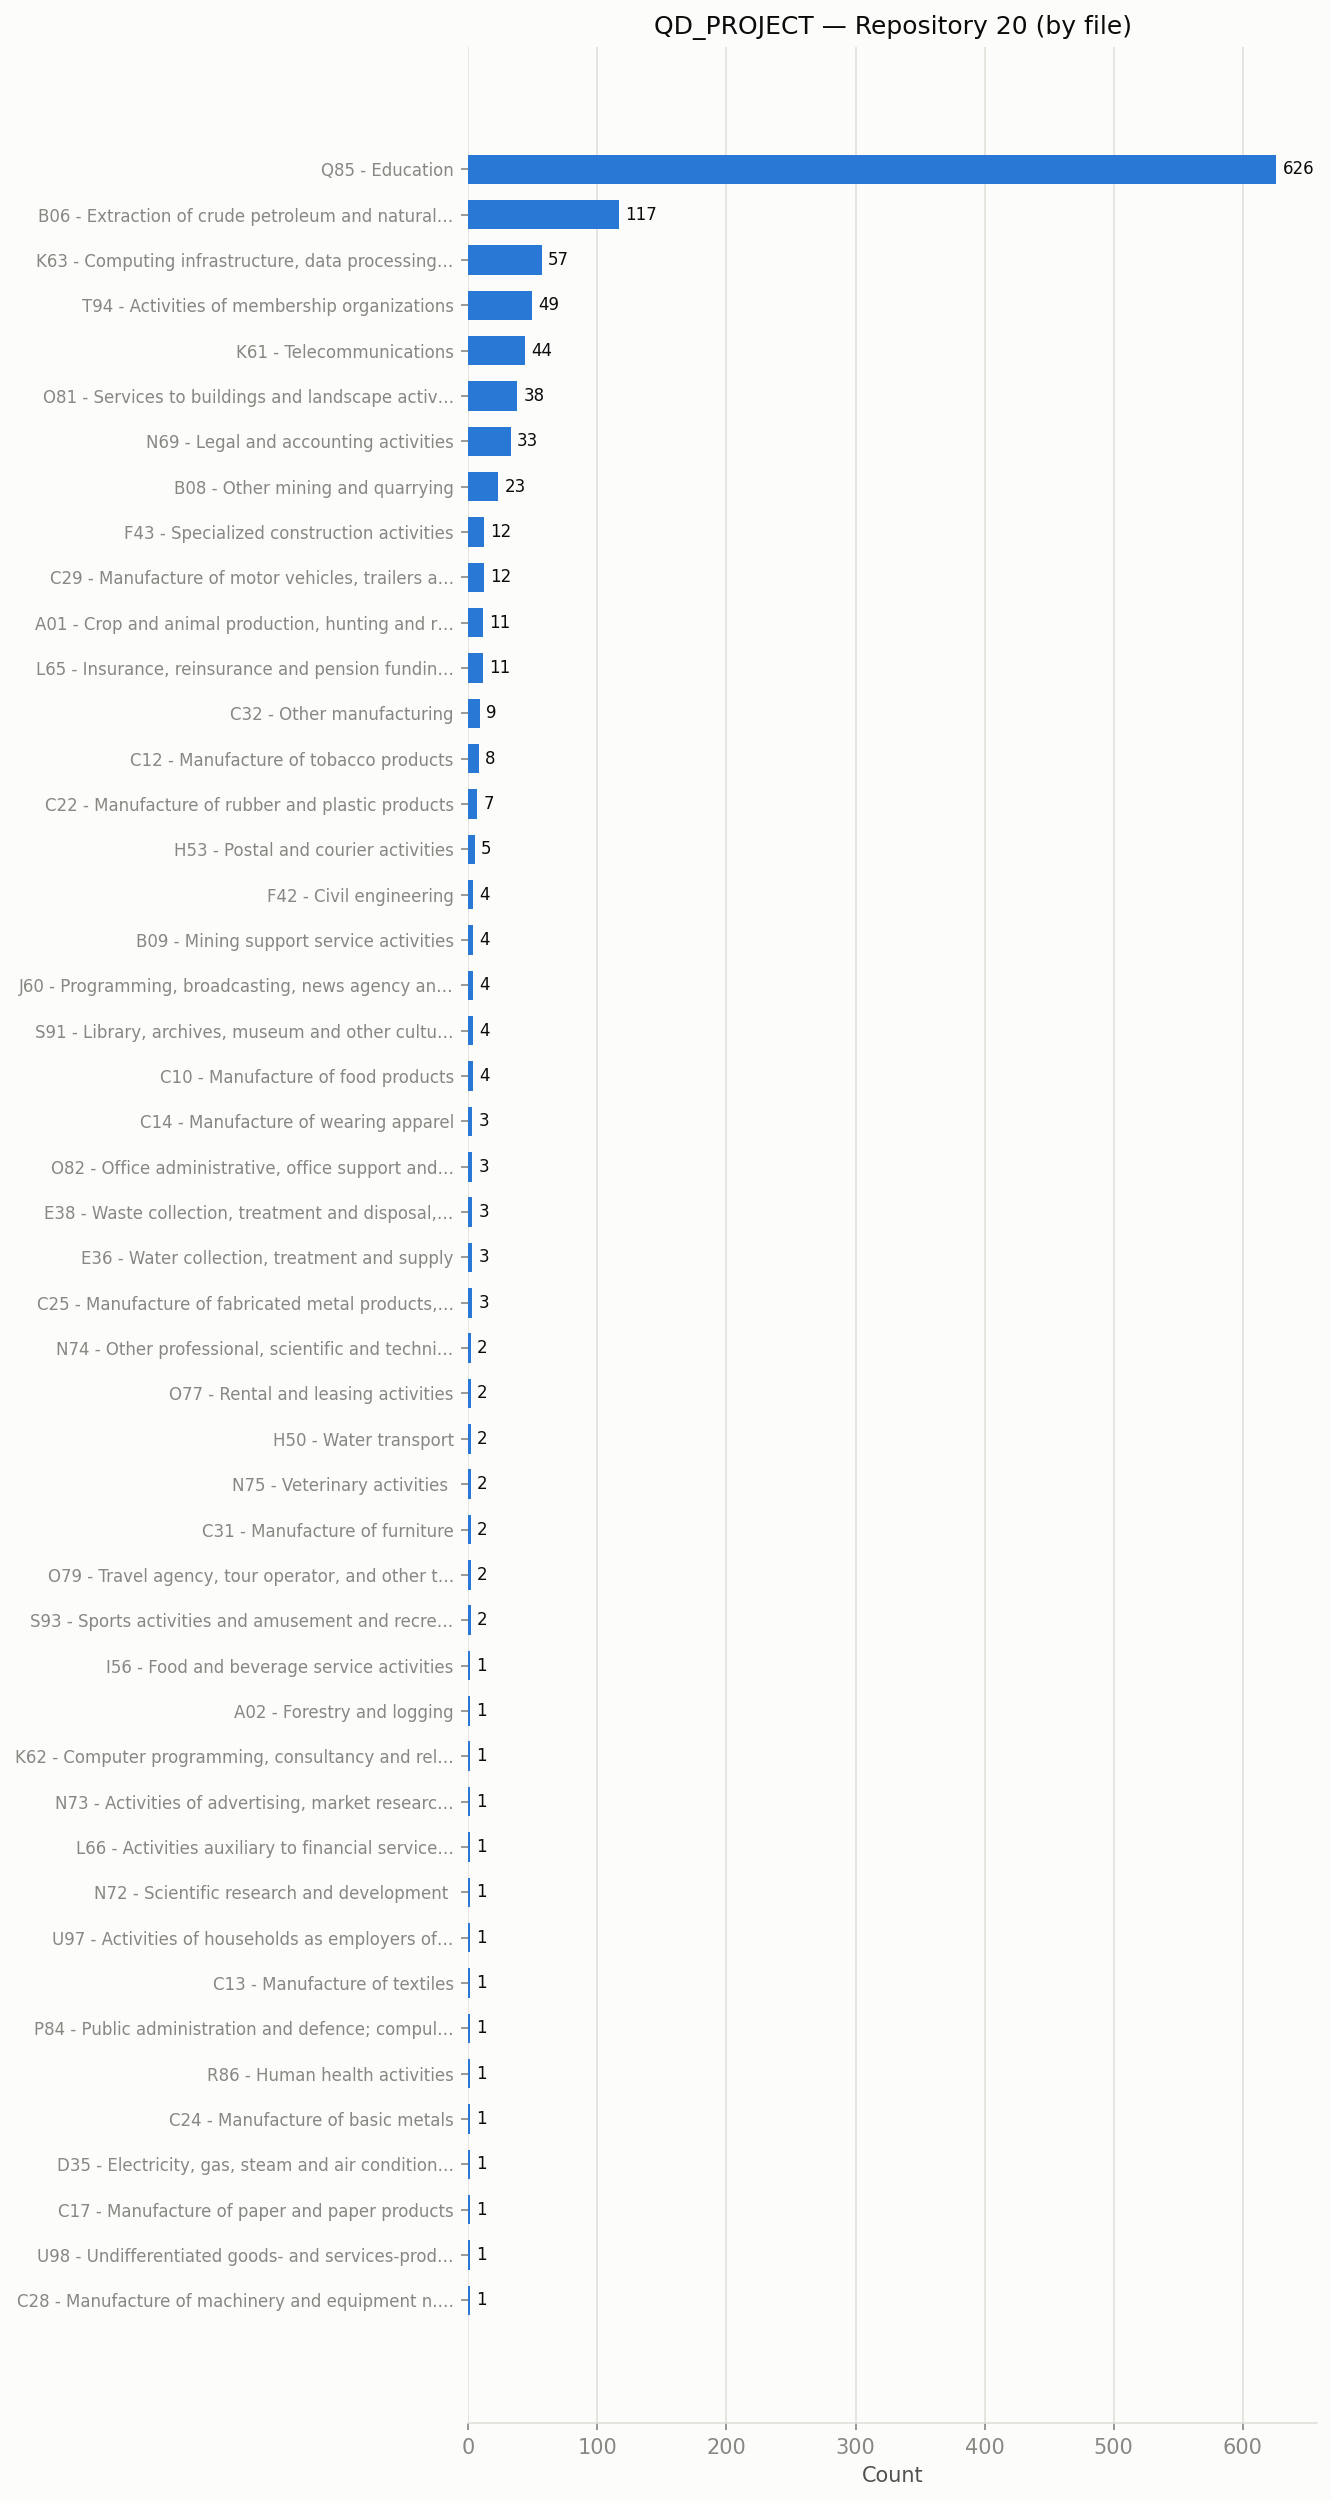 QD_PROJECT — Repository 20 (by file)
Q85 - Education 626
B06 - Extraction of crude petroleum and natural… 117
K63 - Computing infrastructure, data processing… 57
T94 - Activities of membership organizations 49
K61 - Telecommunications 44
O81 - Services to buildings and landscape activ… 38
N69 - Legal and accounting activities 33
B08 - Other mining and quarrying 23
F43 - Specialized construction activities 12
C29 - Manufacture of motor vehicles, trailers a… 12
A01 - Crop and animal production, hunting and r… 11
L65 - Insurance, reinsurance and pension fundin… 11
C32 - Other manufacturing 9
C12 - Manufacture of tobacco products 8
C22 - Manufacture of rubber and plastic products 7
H53 - Postal and courier activities 5
F42 - Civil engineering 4
B09 - Mining support service activities 4
J60 - Programming, broadcasting, news agency an… 4
S91 - Library, archives, museum and other cultu… 4
C10 - Manufacture of food products 4
C14 - Manufacture of wearing apparel 3
O82 - Office administrative, office support and… 3
E38 - Waste collection, treatment and disposal,… 3
E36 - Water collection, treatment and supply 3
C25 - Manufacture of fabricated metal products,… 3
N74 - Other professional, scientific and techni… 2
O77 - Rental and leasing activities 2
H50 - Water transport 2
N75 - Veterinary activities 2
C31 - Manufacture of furniture 2
O79 - Travel agency, tour operator, and other t… 2
S93 - Sports activities and amusement and recre… 2
I56 - Food and beverage service activities 1
A02 - Forestry and logging 1
K62 - Computer programming, consultancy and rel… 1
N73 - Activities of advertising, market researc… 1
L66 - Activities auxiliary to financial service… 1
N72 - Scientific research and development 1
U97 - Activities of households as employers of… 1
C13 - Manufacture of textiles 1
P84 - Public administration and defence; compul… 1
R86 - Human health activities 1
C24 - Manufacture of basic metals 1
D35 - Electricity, gas, steam and air condition… 1
C17 - Manufacture of paper and paper products 1
U98 - Undifferentiated goods- and services-prod… 1
C28 - Manufacture of machinery and equipment n.… 1
0 100 200 300 400 500 600
Count